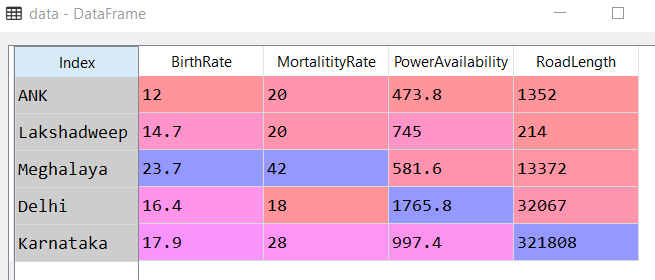 data - DataFrame
Index BirthRate MortalitityRate PowerAvailability RoadLength
ANK 12 20 473.8 1352
Lakshadweep 14.7 20 745 214
Meghalaya 23.7 42 581.6 13372
Delhi 16.4 18 1765.8 32067
Karnataka 17.9 28 997.4 321808